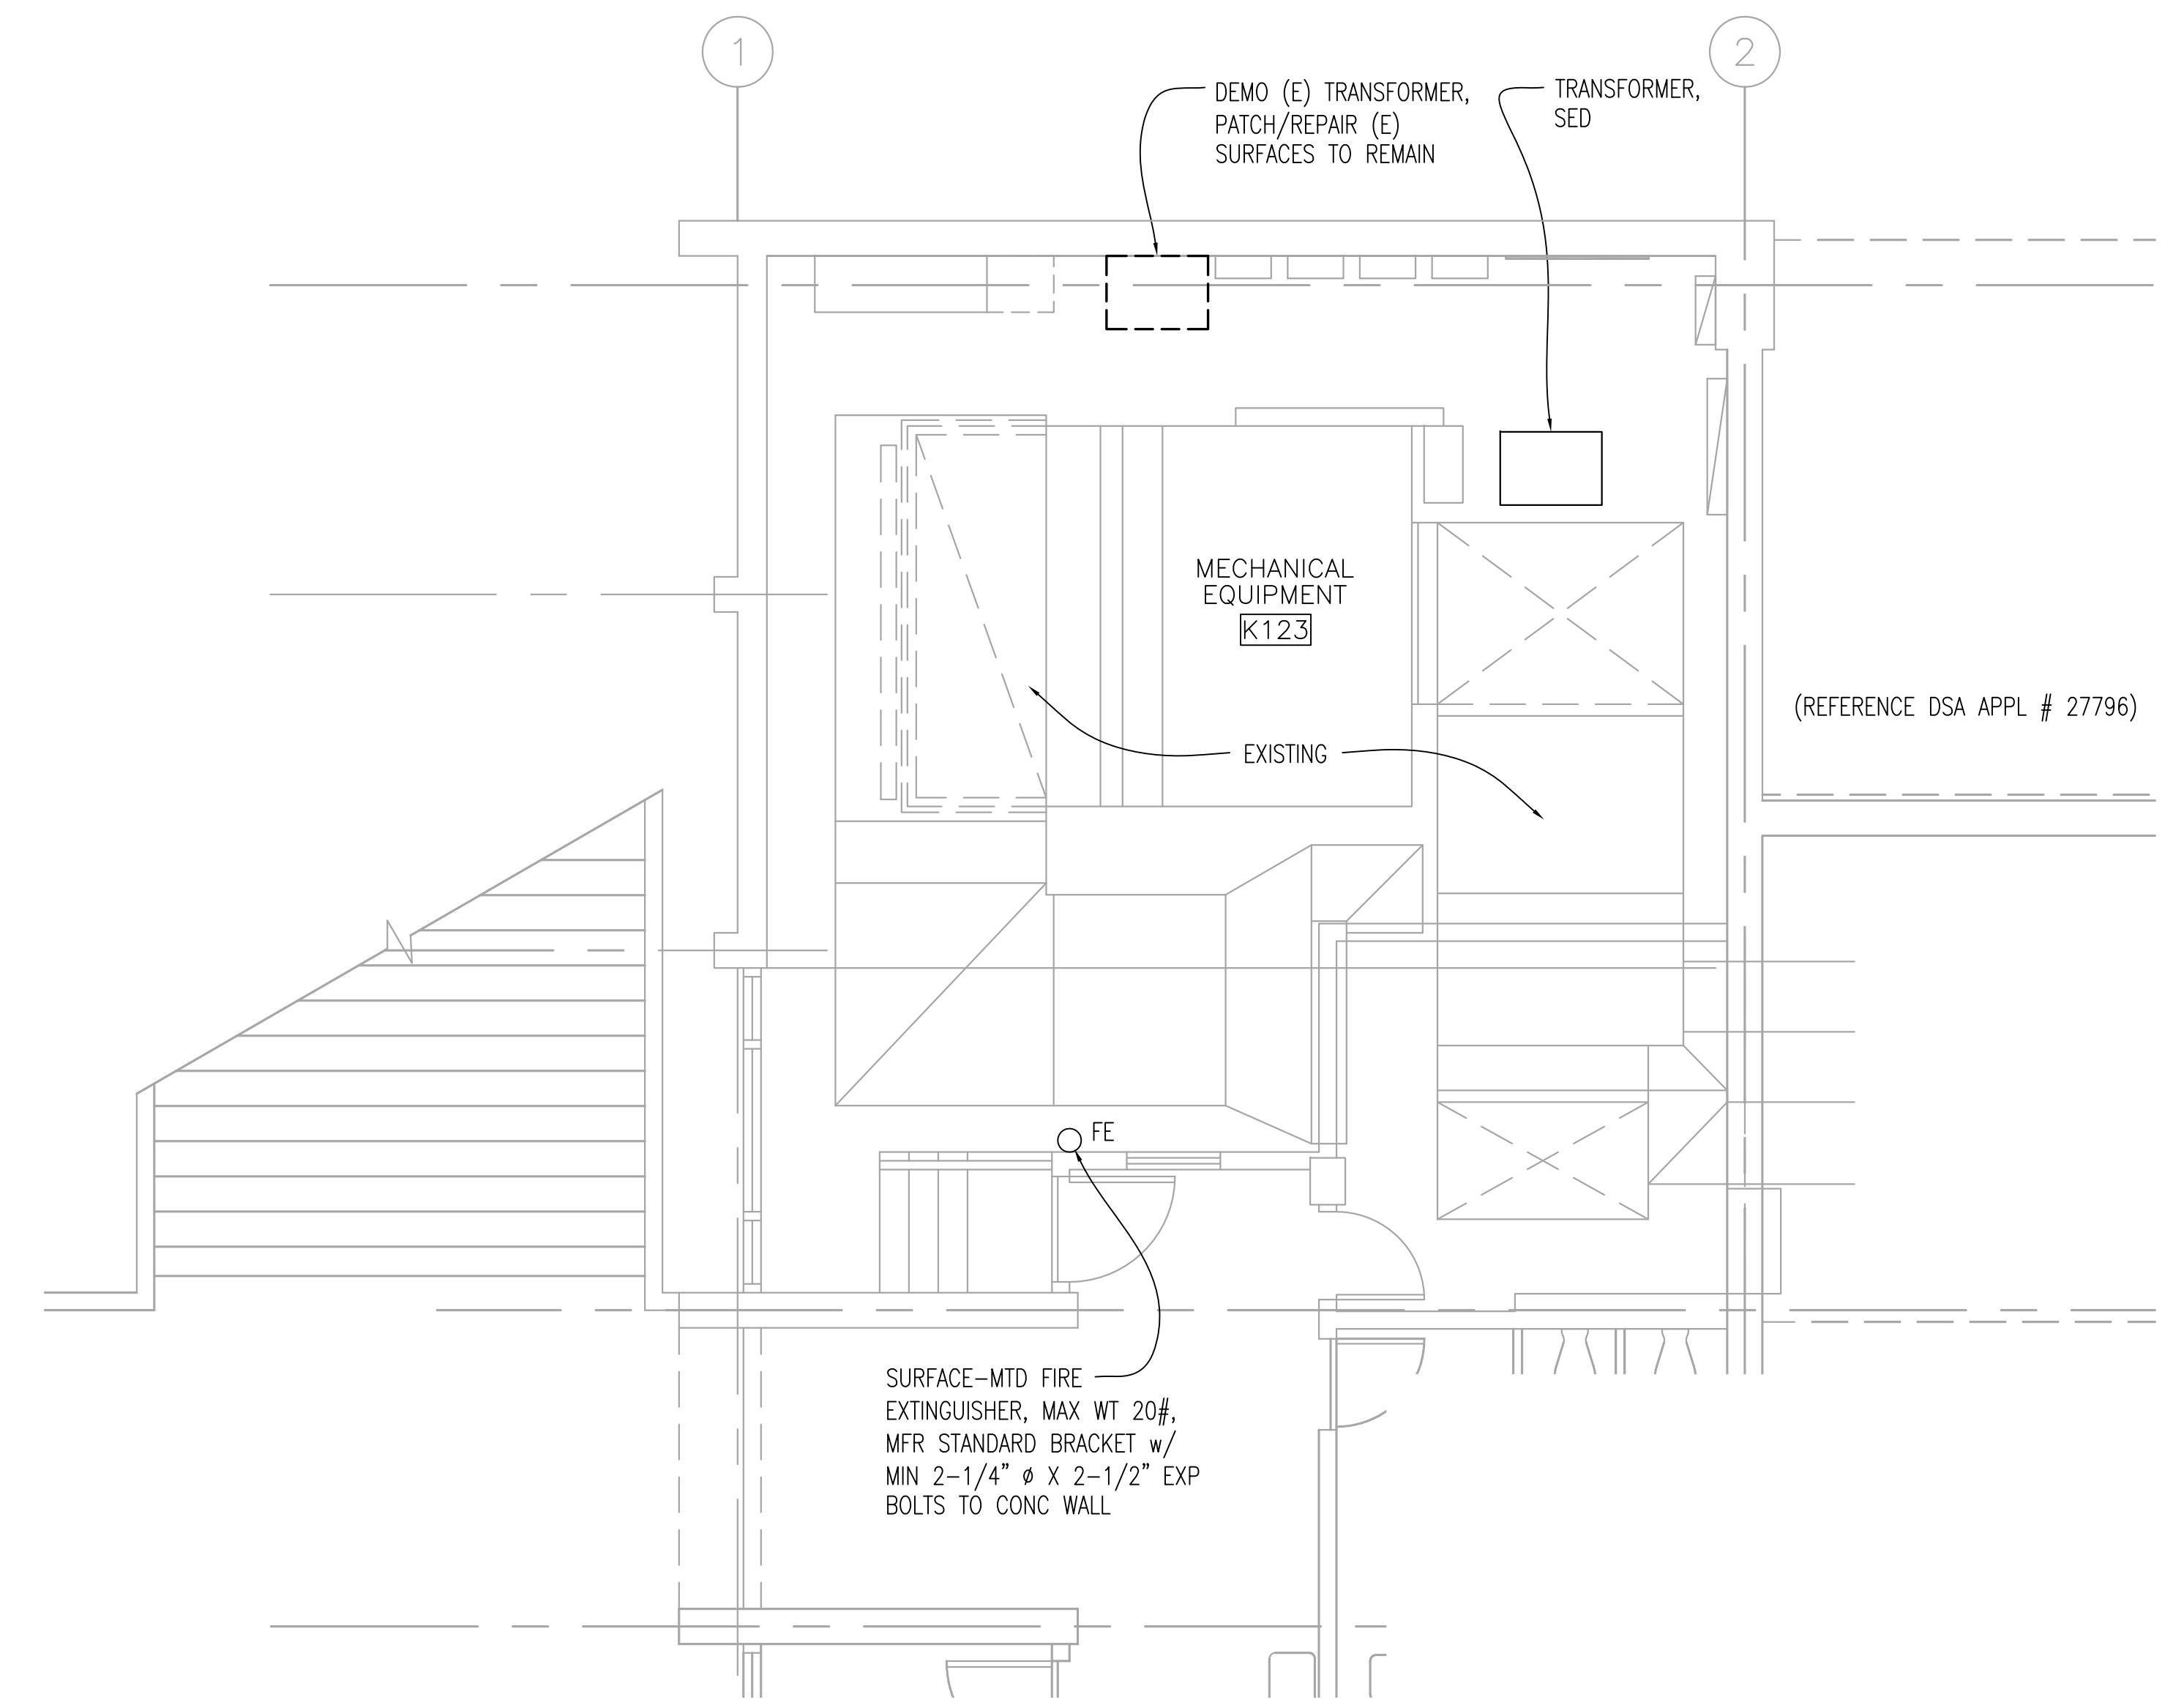 1
2
DEMO (E) TRANSFORMER,
PATCH/REPAIR (E)
SURFACES TO REMAIN
TRANSFORMER,
SED
MECHANICAL
EQUIPMENT
K123
(REFERENCE DSA APPL # 27796)
EXISTING
FE
SURFACE-MTD FIRE
EXTINGUISHER, MAX WT 20#,
MFR STANDARD BRACKET w/
MIN 2-1/4" ø X 2-1/2" EXP
BOLTS TO CONC WALL